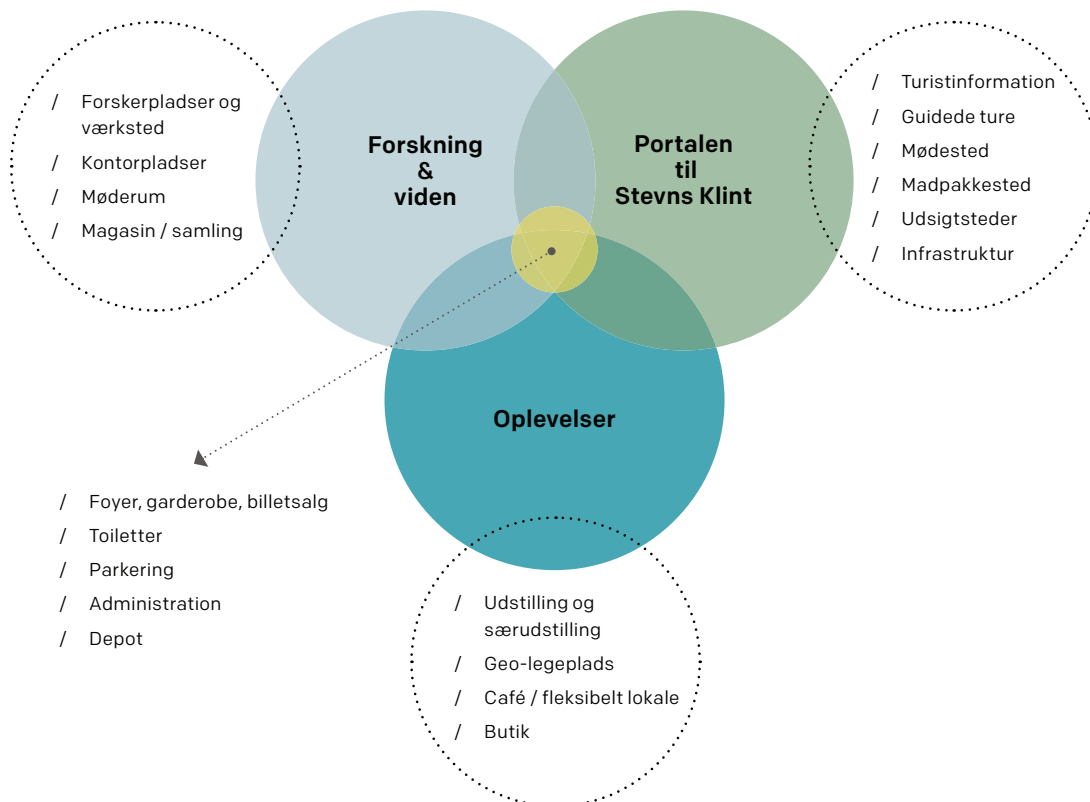 / Forskerpladser og
værksted
/ Kontorpladser
/ Møderum
/ Magasin / samling
Forskning
&
viden
Portalen
til
Stevns Klint
/ Turistinformation
/ Guidede ture
/ Mødested
/ Madpakkested
/ Udsigtsteder
/ Infrastruktur
Oplevelser
/ Foyer, garderobe, billetsalg
/ Toiletter
/ Parkering
/ Administration
/ Depot
/ Udstilling og
særudstilling
/ Geo-legeplads
/ Café / fleksibelt lokale
/ Butik